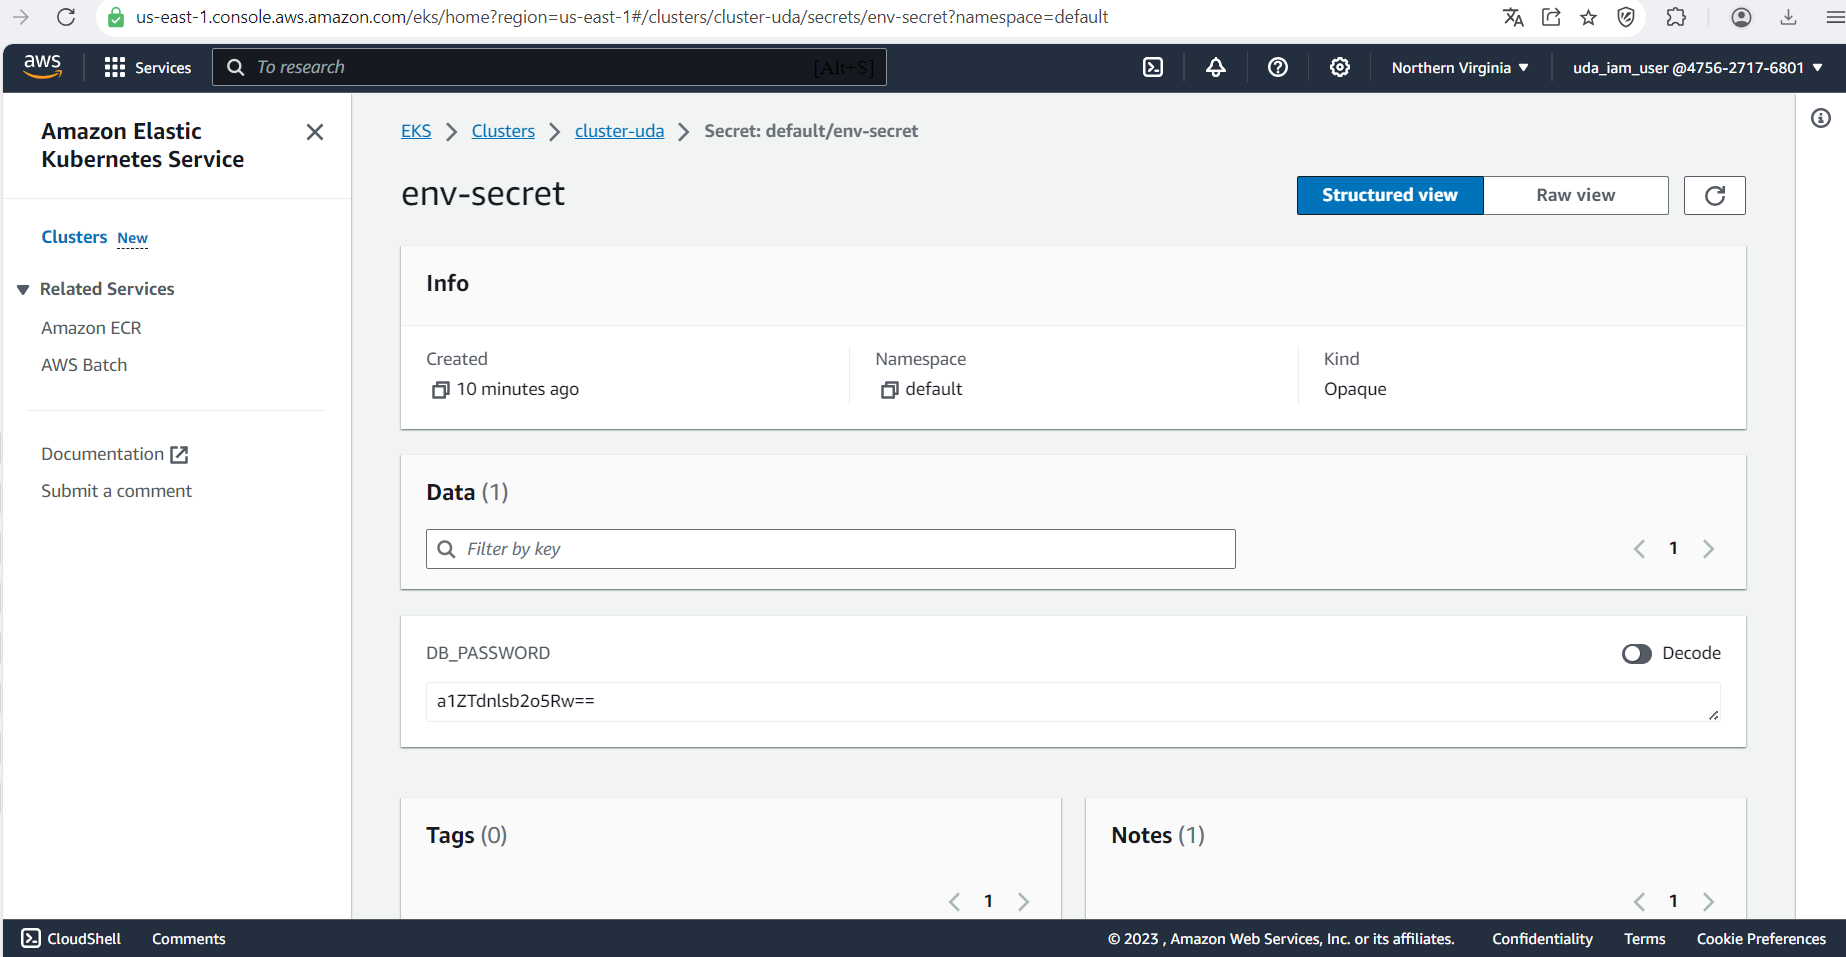 us-east-1.console.aws.amazon.com/eks/home?region=us-east-1#/clusters/cluster-uda/secrets/env-secret?namespace=default
aws
Services
To research
[Alt+S]
Northern Virginia
uda_iam_user @4756-2717-6801
Amazon Elastic
Kubernetes Service
Clusters New
Related Services
Amazon ECR
AWS Batch
Documentation
Submit a comment
EKS
Clusters
cluster-uda
Secret: default/env-secret
env-secret
Structured view
Raw view
Info
Created
10 minutes ago
Namespace
default
Kind
Opaque
Data (1)
Filter by key
1
DB_PASSWORD
Decode
a1ZTdnlsb2o5Rw==
Tags (0)
1
Notes (1)
1
CloudShell
Comments
© 2023 , Amazon Web Services, Inc. or its affiliates.
Confidentiality
Terms
Cookie Preferences